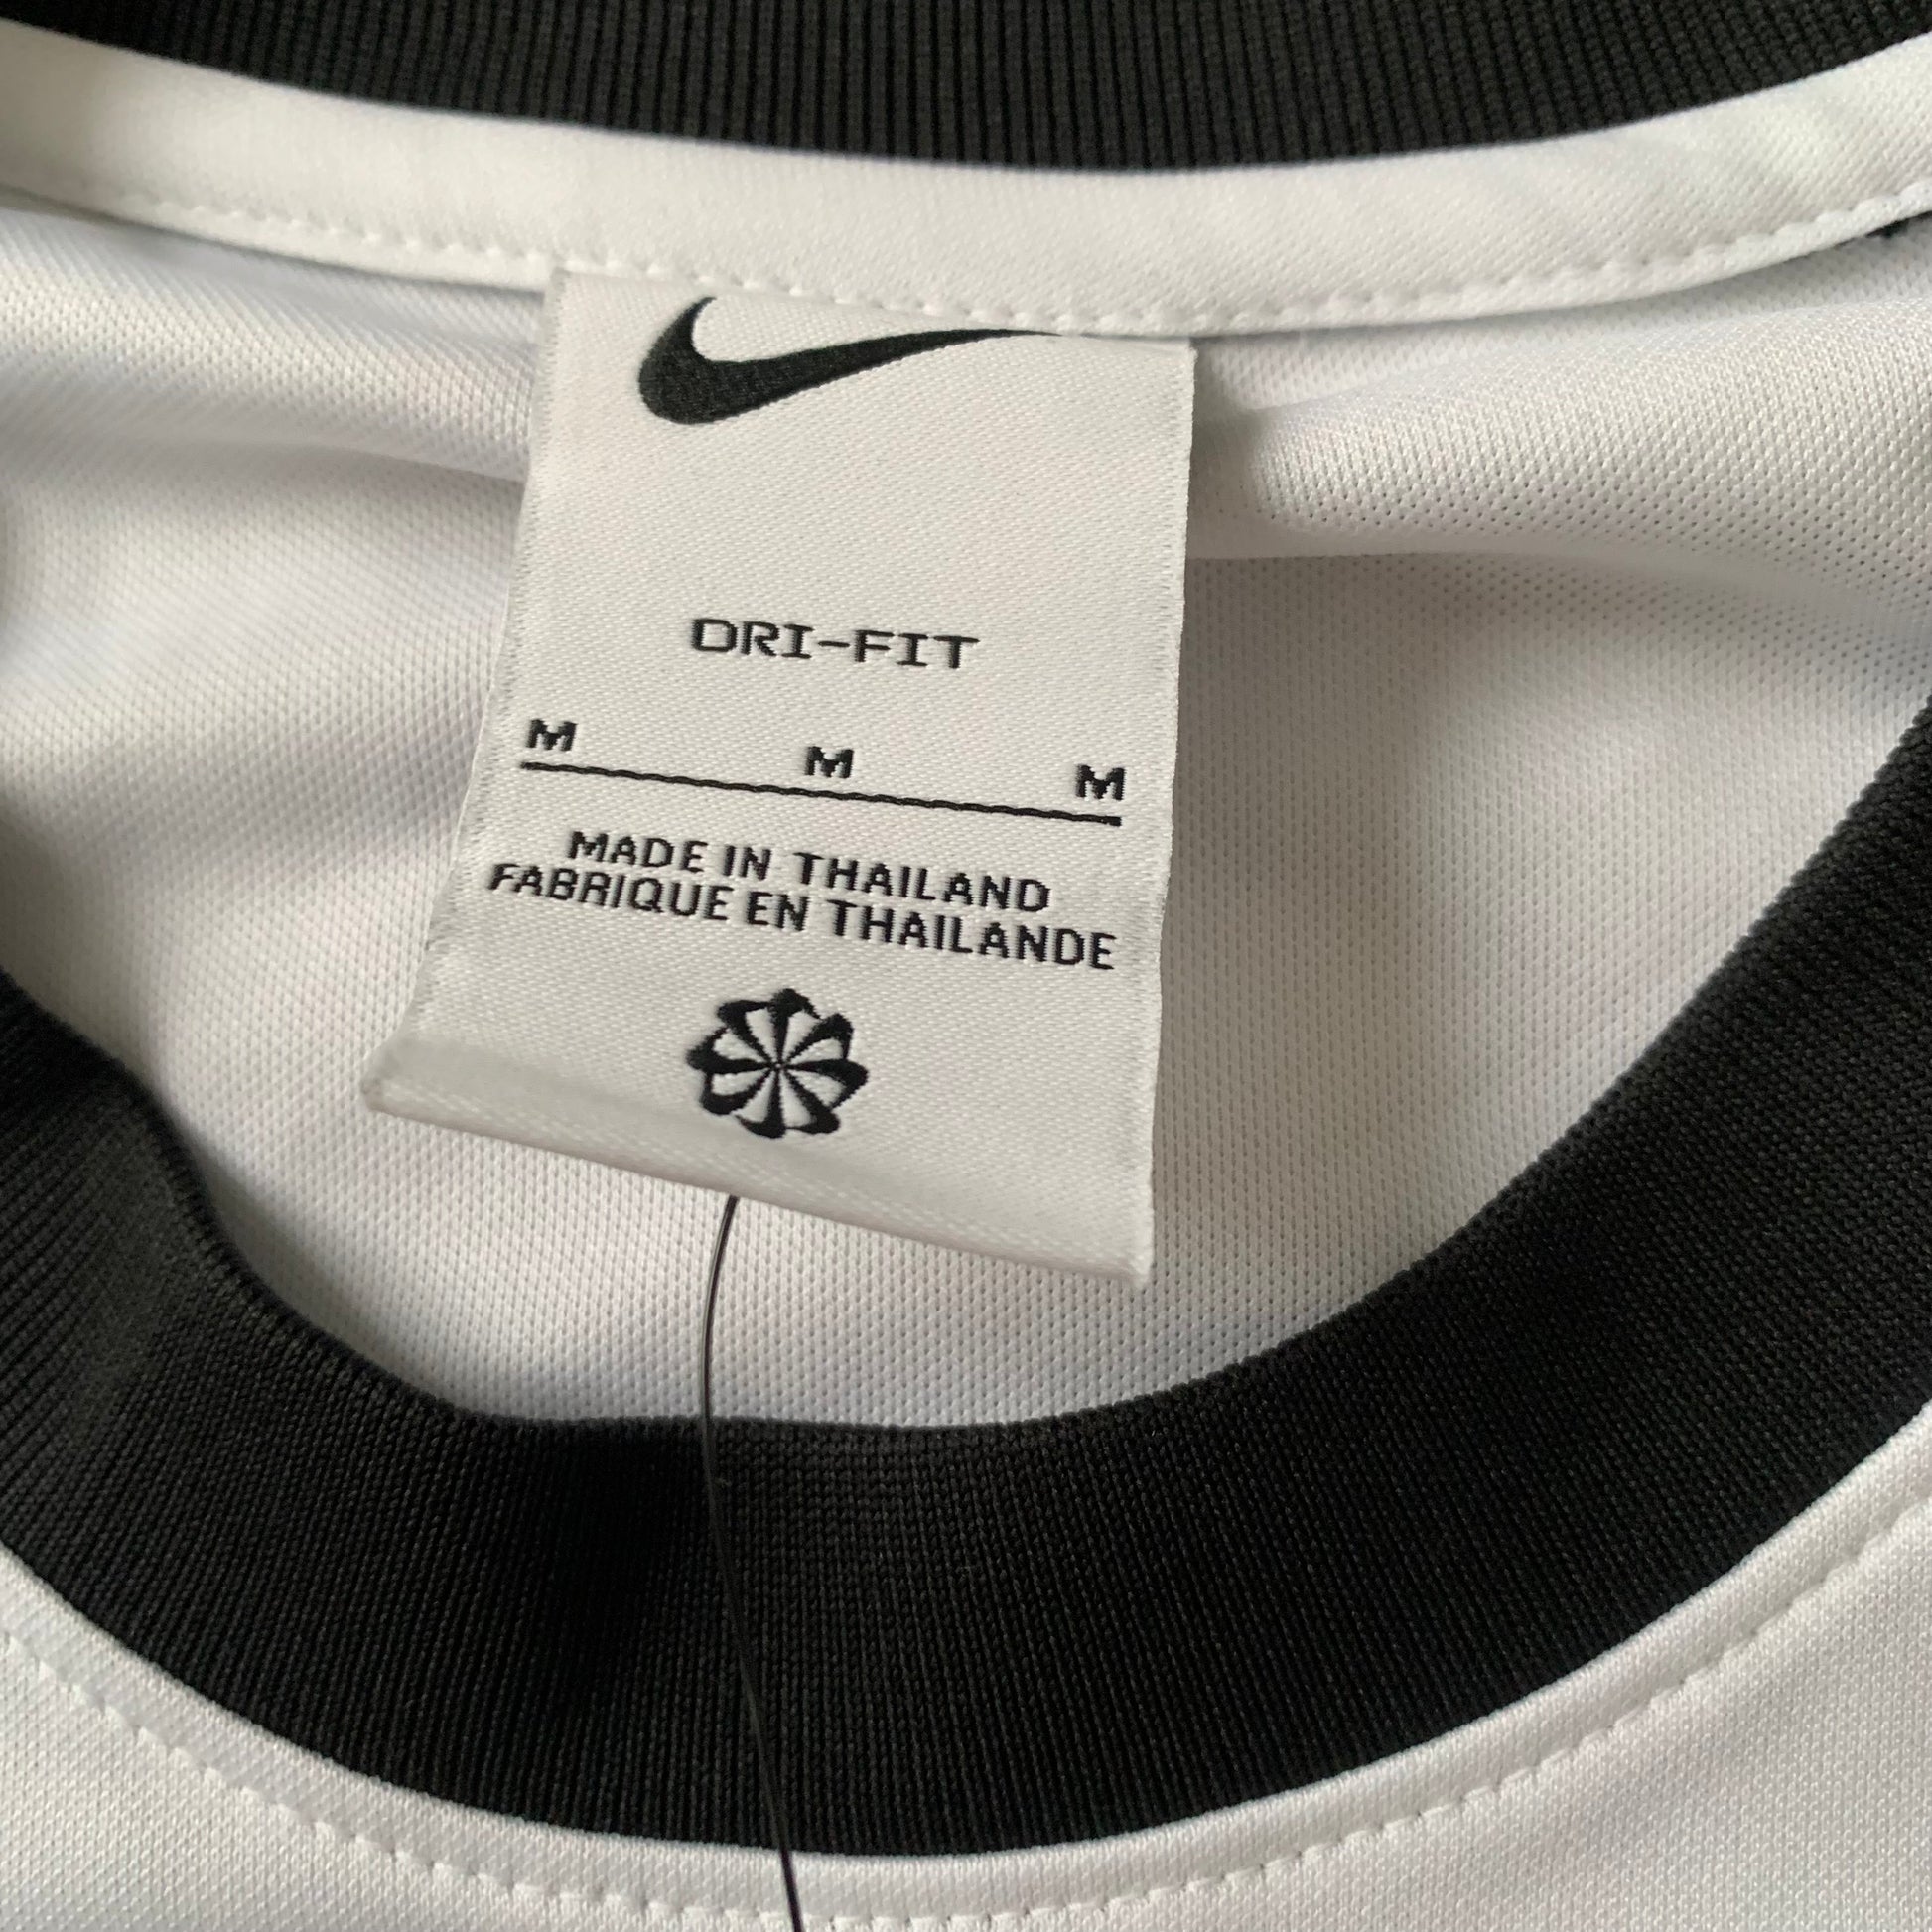 DRI-FIT
M M M
MADE IN THAILAND
FABRIQUE EN THAILANDE